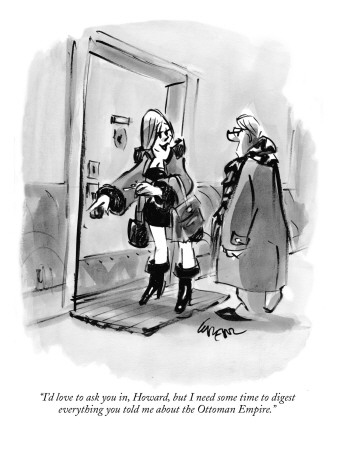 Lorenz
"I'd love to ask you in, Howard, but I need some time to digest
everything you told me about the Ottoman Empire."